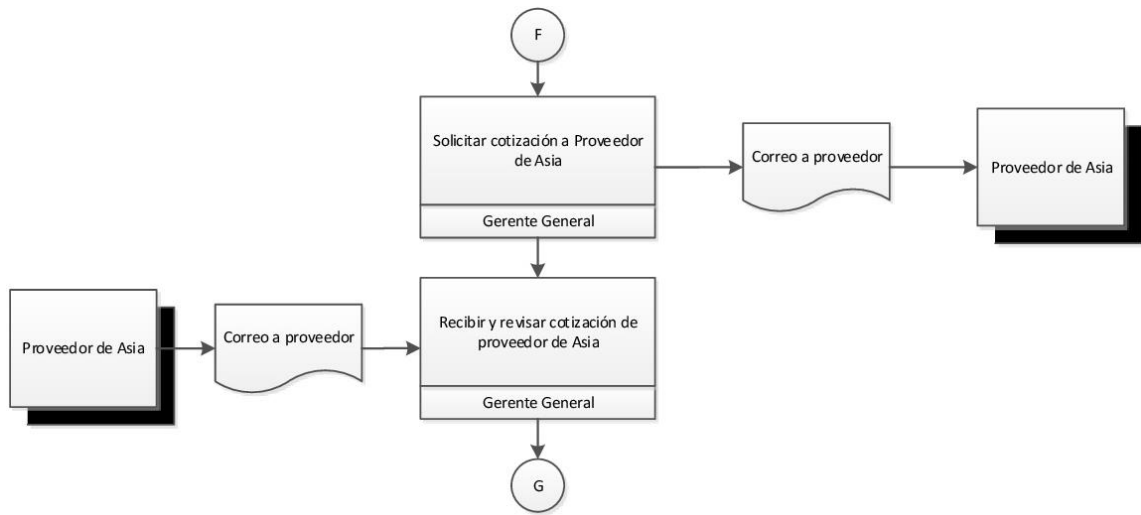 F
Solicitar cotización a Proveedor
de Asia
Gerente General
Correo a proveedor
Proveedor de Asia
Proveedor de Asia
Correo a proveedor
Recibir y revisar cotización de
proveedor de Asia
Gerente General
G